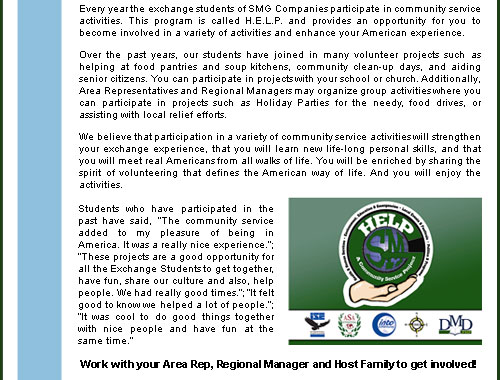 Every year the exchange students of SMG Companies participate in community service
activities. This program is called H.E.L.P. and provides an opportunity for you to
become involved in a variety of activities and enhance your American experience.
Over the past years, our students have joined in many volunteer projects such as
helping at food pantries and soup kitchens, community clean-up days, and aiding
senior citizens. You can participate in projects with your school or church. Additionally,
Area Representatives and Regional Managers may organize group activities where you
can participate in projects such as Holiday Parties for the needy, food drives, or
assisting with local relief efforts.
We believe that participation in a variety of community service activities will strengthen
your exchange experience, that you will learn new life-long personal skills, and that
you will meet real Americans from all walks of life. You will be enriched by sharing the
spirit of volunteering that defines the American way of life. And you will enjoy the
activities.
Students who have participated in the
past have said, "The community service
added to my pleasure of being in
America. It was a really nice experience.";
"These projects are a good opportunity for
all the Exchange Students to get together,
have fun, share our culture and also, help
people. We had really good times.";"It felt
good to know we helped a lot of people.";
"It was cool to do good things together
with nice people and have fun at the
same time."
HELP
SMG
A Community Service Project
ASA
into
DMD
Work with your Area Rep, Regional Manager and Host Family to get involved!